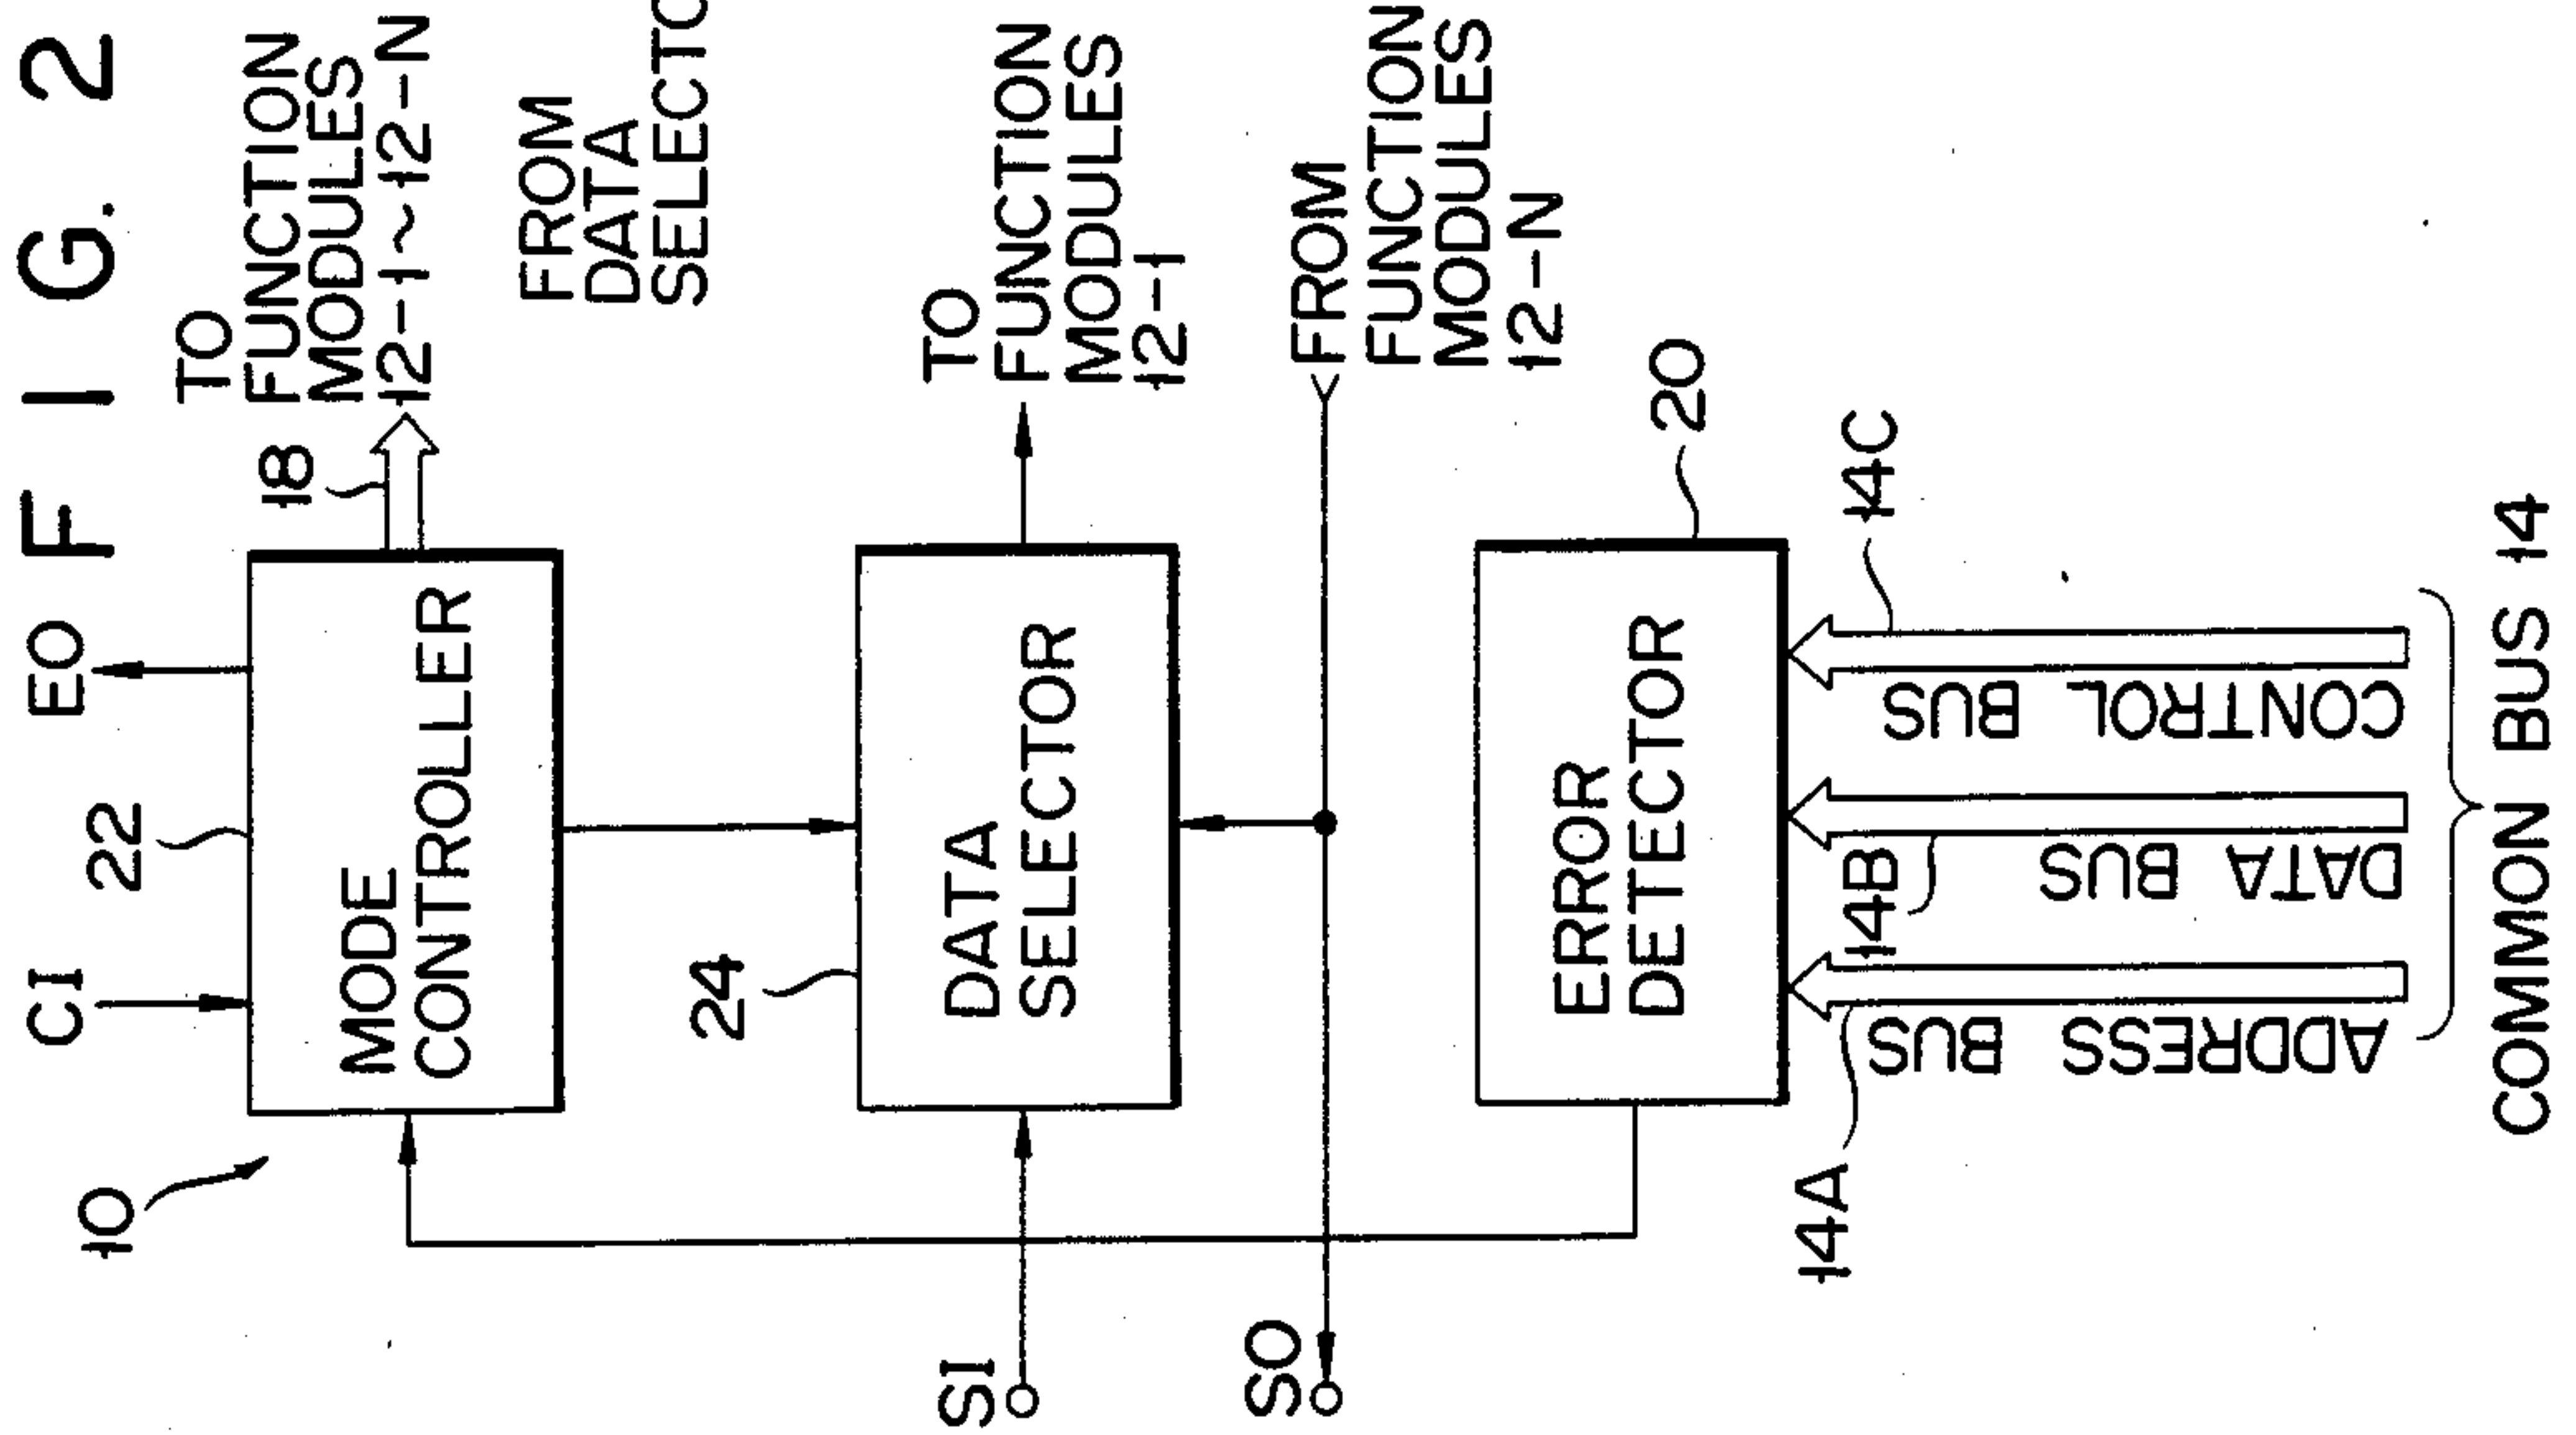 FIG. 2
CI
22
EO
10
MODE
CONTROLLER
18
TO
FUNCTION
MODULES
12-1~12-N
FROM
DATA
24
SI
DATA
SELECTOR
TO
FUNCTION
MODULES
12-1
SO
FROM
FUNCTION
MODULES
12-N
ERROR
DETECTOR
20
14A
14B
14C
ADDRESS BUS
DATA BUS
CONTROL BUS
COMMON BUS 14